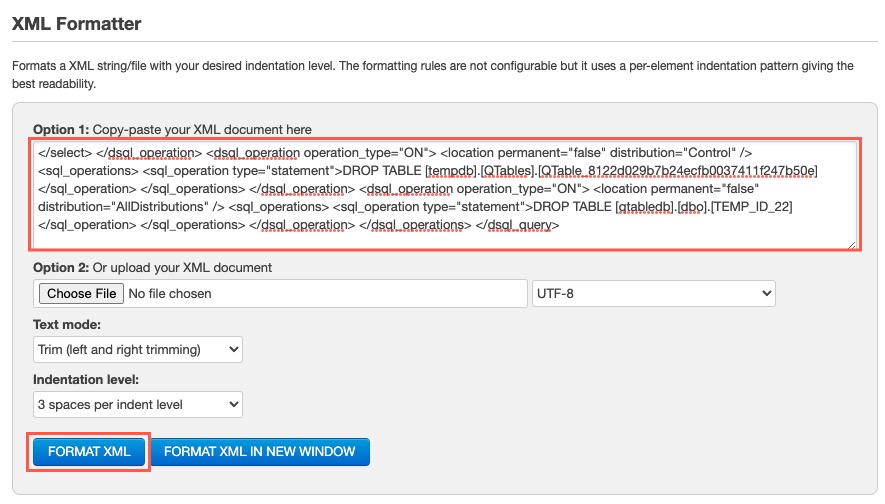 XML Formatter
Formats a XML string/file with your desired indentation level. The formatting rules are not configurable but it uses a per-element indentation pattern giving the
best readability.
Option 1: Copy-paste your XML document here
</select> </dsql_operation> <dsql_operation operation_type="ON"> <location permanent="false" distribution="Control" />
<sql_operations> <sql_operation type="statement">DROP TABLE [tempdb].[QTables].[QTable_8122d029b7b24ecfb0037411f247b50e]
</sql_operation> </sql_operations> </dsql_operation> <dsql_operation operation_type="ON"> <location permanent="false"
distribution="AllDistributions" /> <sql_operations> <sql_operation type="statement">DROP TABLE [qtabledb].[dbo].[TEMP_ID_22]
</sql_operation> </sql_operations> </dsql_operation> </dsql_operations> </dsql_query>
Option 2: Or upload your XML document
Choose File No file chosen UTF-8
Text mode:
Trim (left and right trimming)
Indentation level:
3 spaces per indent level
FORMAT XML FORMAT XML IN NEW WINDOW